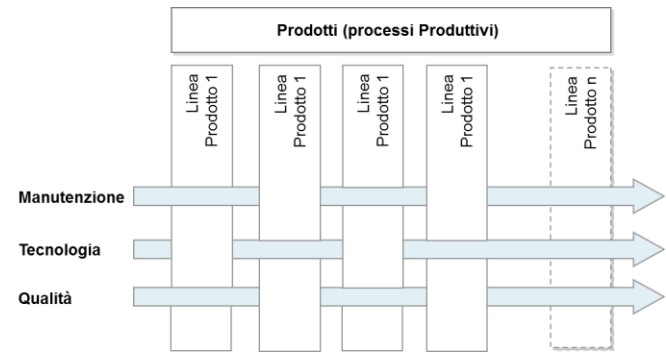 Prodotti (processi Produttivi)
Linea
Prodotto 1
Linea
Prodotto 1
Linea
Prodotto 1
Linea
Prodotto 1
Linea
Prodotto n
Manutenzione
Tecnologia
Qualità